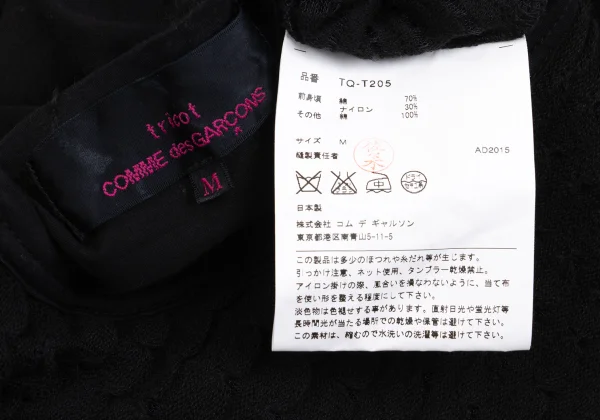 tricot
COMME des GARCONS
M
品番 TQ-T205
前身頃 綿 70%
ナイロン 30%
その他 綿 100%
サイズ M
縫製責任者
AD2015
ドライ
日本製
株式会社 コム デ ギャルソン
東京都港区南青山5-11-5
この製品は多少のほつれや糸だれ等が生じます。
引っかけ注意、ネット使用、タンブラー乾燥禁止。
アイロン掛けの際、風合いを損なわないように、当て布
を使い形を整える程度にして下さい。
淡色物は色褪せする事があります。直射日光や蛍光灯等
長時間光が当たる場所での乾燥や保管は避けて下さい。
この素材は、縮むので水洗いの洗濯等は避けて下さい。